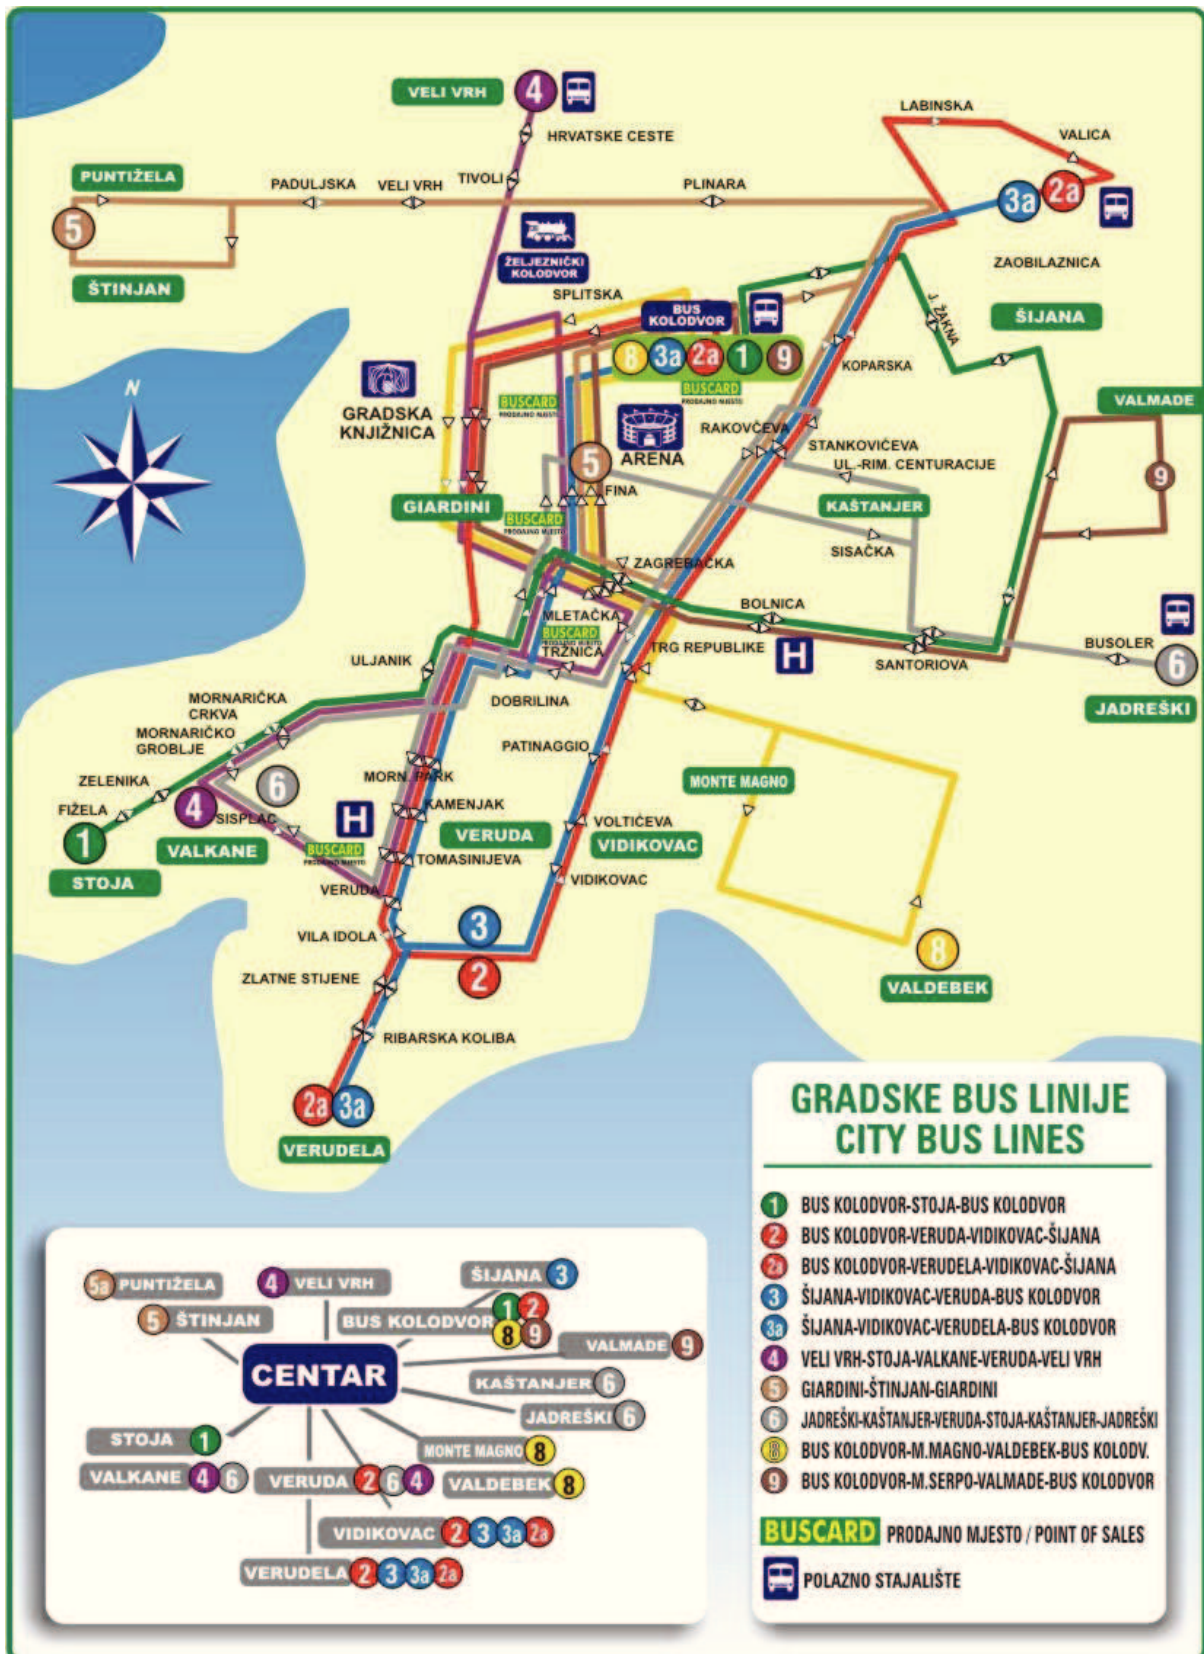 VELI VRH
4
HRVATSKE CESTE
LABINSKA
VALICA
PUNTIŽELA
PADULJSKA
VELI VRH
TIVOLI
PLINARA
3a
2a
5
ŠTINJAN
ŽELJEZNIČKI
KOLODVOR
ZAOBILAZNICA
SPLITSKA
BUS
KOLODVOR
J. ŽAKNA
ŠIJANA
8
3a
2a
1
9
KOPARSKA
N
BUSCARD
PRODAJNO MJESTO
BUSCARD
PRODAJNO MJESTO
GRADSKA
KNJIŽNICA
VALMADE
RAKOVČEVA
STANKOVIČEVA
ARENA
5
UL.-RIM. CENTURACIJE
9
FINA
GIARDINI
KAŠTANJER
BUSCARD
PRODAJNO MJESTO
SISAČKA
ZAGREBAČKA
BOLNICA
MLETAČKA
BUSCARD
PRODAJNO MJESTO
TRŽNICA
TRG REPUBLIKE
H
SANTORIOVA
BUSOLER
6
JADREŠKI
ULJANIK
DOBRILINA
MORNARIČKA
CRKVA
MORNARIČKO
GROBLJE
PATINAGGIO
ZELENIKA
6
MORN. PARK
MONTE MAGNO
FIŽELA
4
SISPLAC
H
KAMENJAK
VOLTIĆEVA
1
VALKANE
BUSCARD
PRODAJNO MJESTO
VERUDA
VIDIKOVAC
STOJA
TOMASINIJEVA
VIDIKOVAC
VERUDA
VILA IDOLA
3
2
8
VALDEBEK
ZLATNE STIJENE
RIBARSKA KOLIBA
2a
3a
VERUDELA
GRADSKE BUS LINIJE
CITY BUS LINES
1 BUS KOLODVOR-STOJA-BUS KOLODVOR
2 BUS KOLODVOR-VERUDA-VIDIKOVAC-ŠIJANA
2a BUS KOLODVOR-VERUDELA-VIDIKOVAC-ŠIJANA
3 ŠIJANA-VIDIKOVAC-VERUDA-BUS KOLODVOR
3a ŠIJANA-VIDIKOVAC-VERUDELA-BUS KOLODVOR
4 VELI VRH-STOJA-VALKANE-VERUDA-VELI VRH
5 GIARDINI-ŠTINJAN-GIARDINI
6 JADREŠKI-KAŠTANJER-VERUDA-STOJA-KAŠTANJER-JADREŠKI
8 BUS KOLODVOR-M.MAGNO-VALDEBEK-BUS KOLODV.
9 BUS KOLODVOR-M.SERPO-VALMADE-BUS KOLODVOR
BUSCARD PRODAJNO MJESTO / POINT OF SALES
POLAZNO STAJALIŠTE
5a PUNTIŽELA
4 VELI VRH
ŠIJANA 3
5 ŠTINJAN
BUS KOLODVOR 1 2 8 9
VALMADE 9
CENTAR
KAŠTANJER 6
JADREŠKI 6
STOJA 1
MONTE MAGNO 8
VALKANE 4 6
VERUDA 2 6 4
VALDEBEK 8
VIDIKOVAC 2 3 3a 2a
VERUDELA 2 3 3a 2a